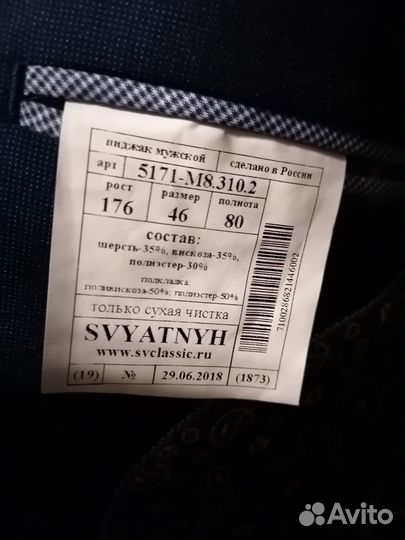 пиджак мужской сделано в России
арт 5171-М8.310.2
рост размер полнота
176 46 80
состав:
шерсть-35%, вискоза-35%,
полиэстер-30%
подкладка:
поливискоза-50%; полиэстер-50%
только сухая чистка
SVYATNYH
www.svclassic.ru
(19) № 29.06.2018 (1873)
7100286821446002
Avito